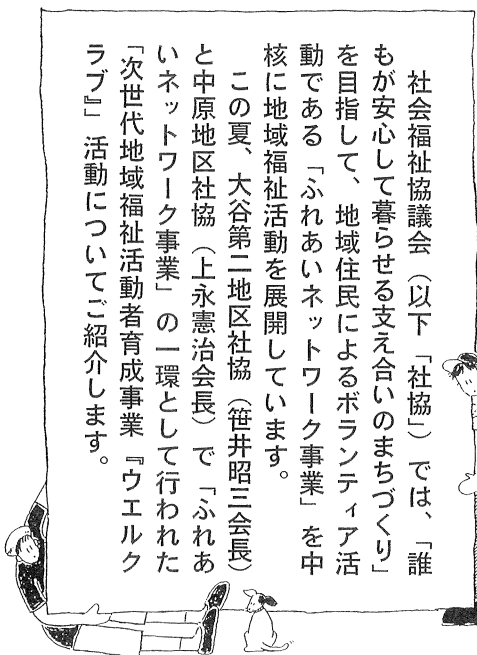 社会福祉協議会（以下「社協」）では、「誰
もが安心して暮らせる支え合いのまちづくり」
を目指して、地域住民によるボランティア活
動である「ふれあいネットワーク事業」を中
核に地域福祉活動を展開しています。
この夏、大谷第二地区社協（笹井昭三会長）
と中原地区社協（上永憲治会長）で「ふれあ
いネットワーク事業」の一環として行われた
「次世代地域福祉活動者育成事業『ウエルク
ラブ』」活動についてご紹介します。